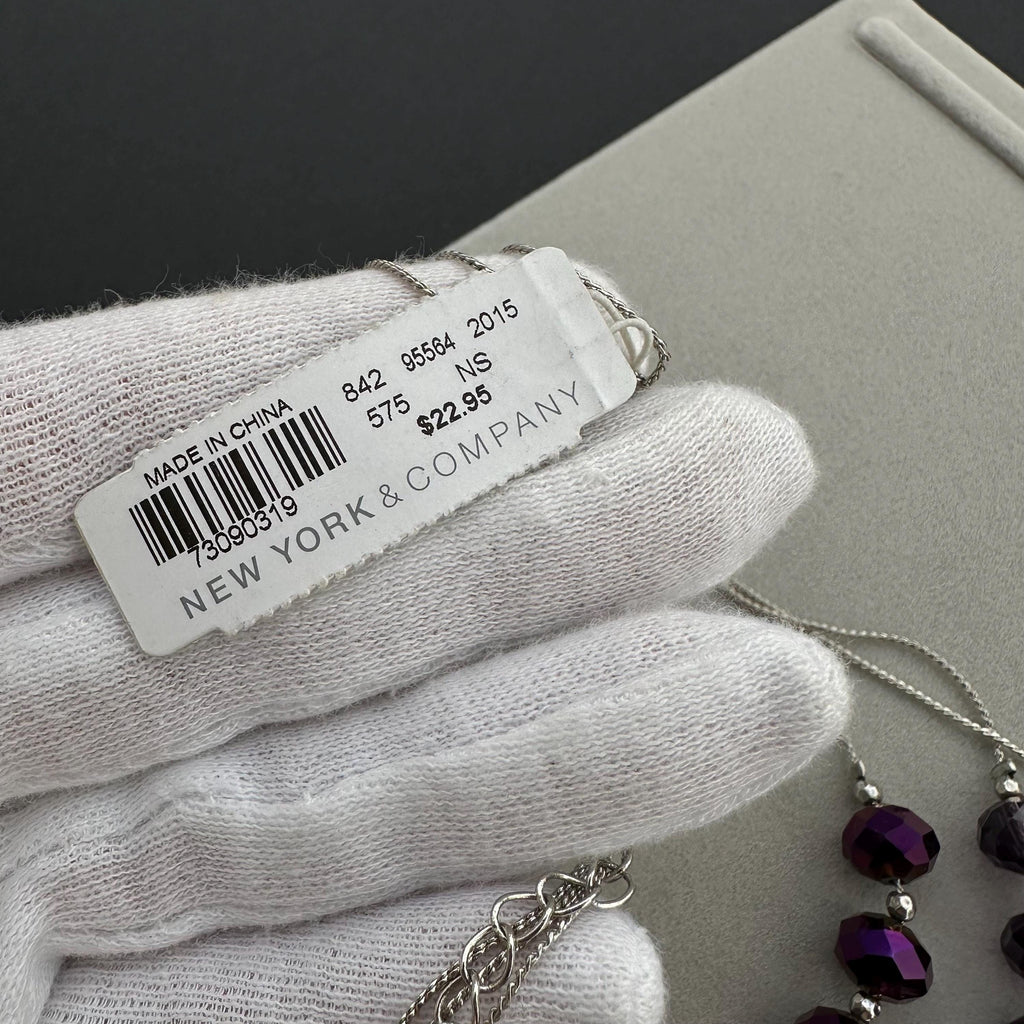 842 95564 2015
575 NS
$22.95
MADE IN CHINA
73090319
NEW YORK & COMPANY